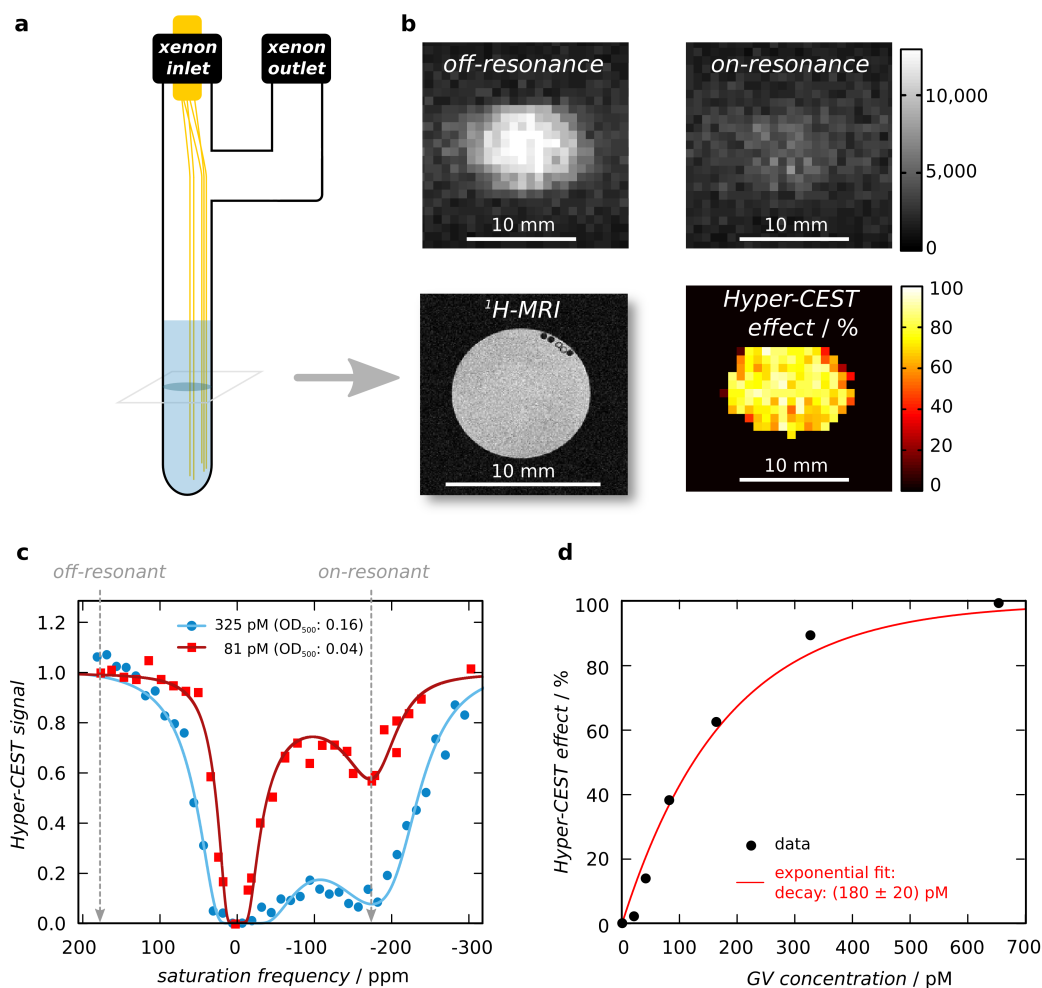 a
xenon
inlet
xenon
outlet
b
off-resonance
10 mm
on-resonance
10 mm
10,000
5,000
0
¹H-MRI
10 mm
Hyper-CEST
effect / %
10 mm
100
80
60
40
20
0
c
off-resonant
on-resonant
325 pM (OD₅₀₀: 0.16)
81 pM (OD₅₀₀: 0.04)
1.2
1.0
0.8
0.6
0.4
0.2
0.0
Hyper-CEST signal
200 100 0 -100 -200 -300
saturation frequency / ppm
d
100
80
60
40
20
0
Hyper-CEST effect / %
data
exponential fit:
decay: (180 ± 20) pM
0 100 200 300 400 500 600 700
GV concentration / pM